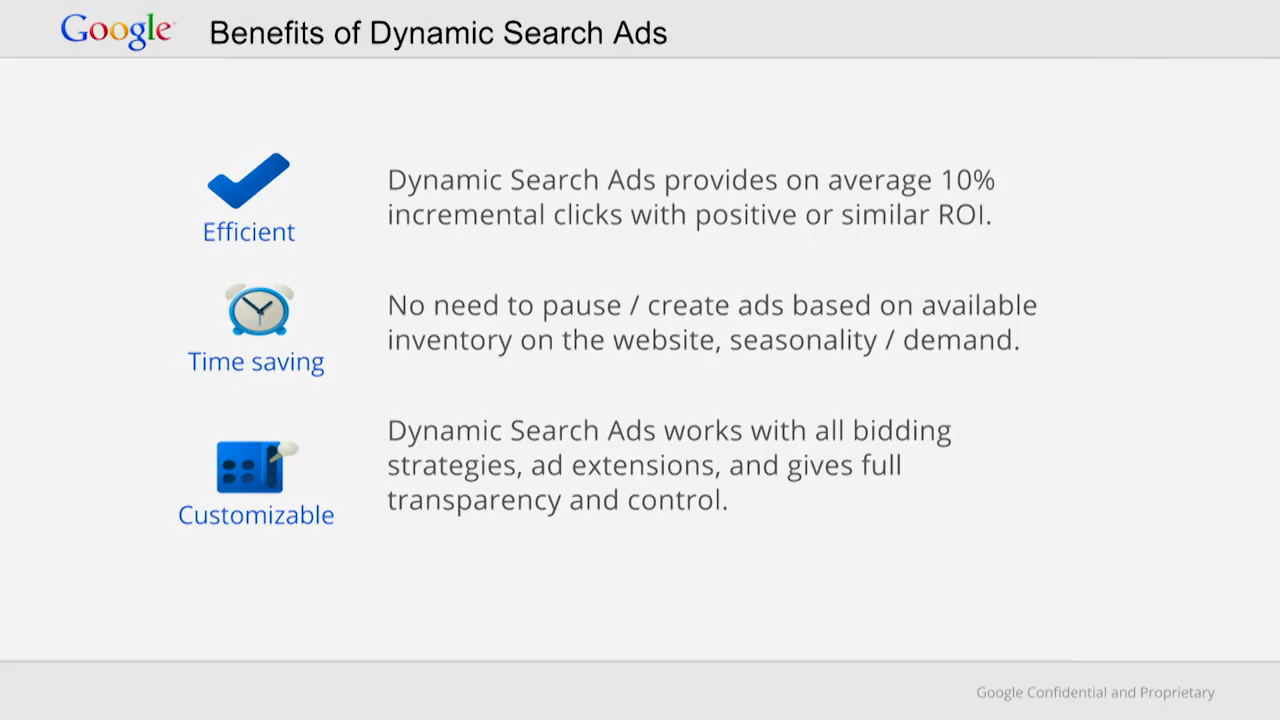 Google Benefits of Dynamic Search Ads
Dynamic Search Ads provides on average 10%
incremental clicks with positive or similar ROI.
Efficient
No need to pause / create ads based on available
inventory on the website, seasonality / demand.
Time saving
Dynamic Search Ads works with all bidding
strategies, ad extensions, and gives full
transparency and control.
Customizable
Google Confidential and Proprietary